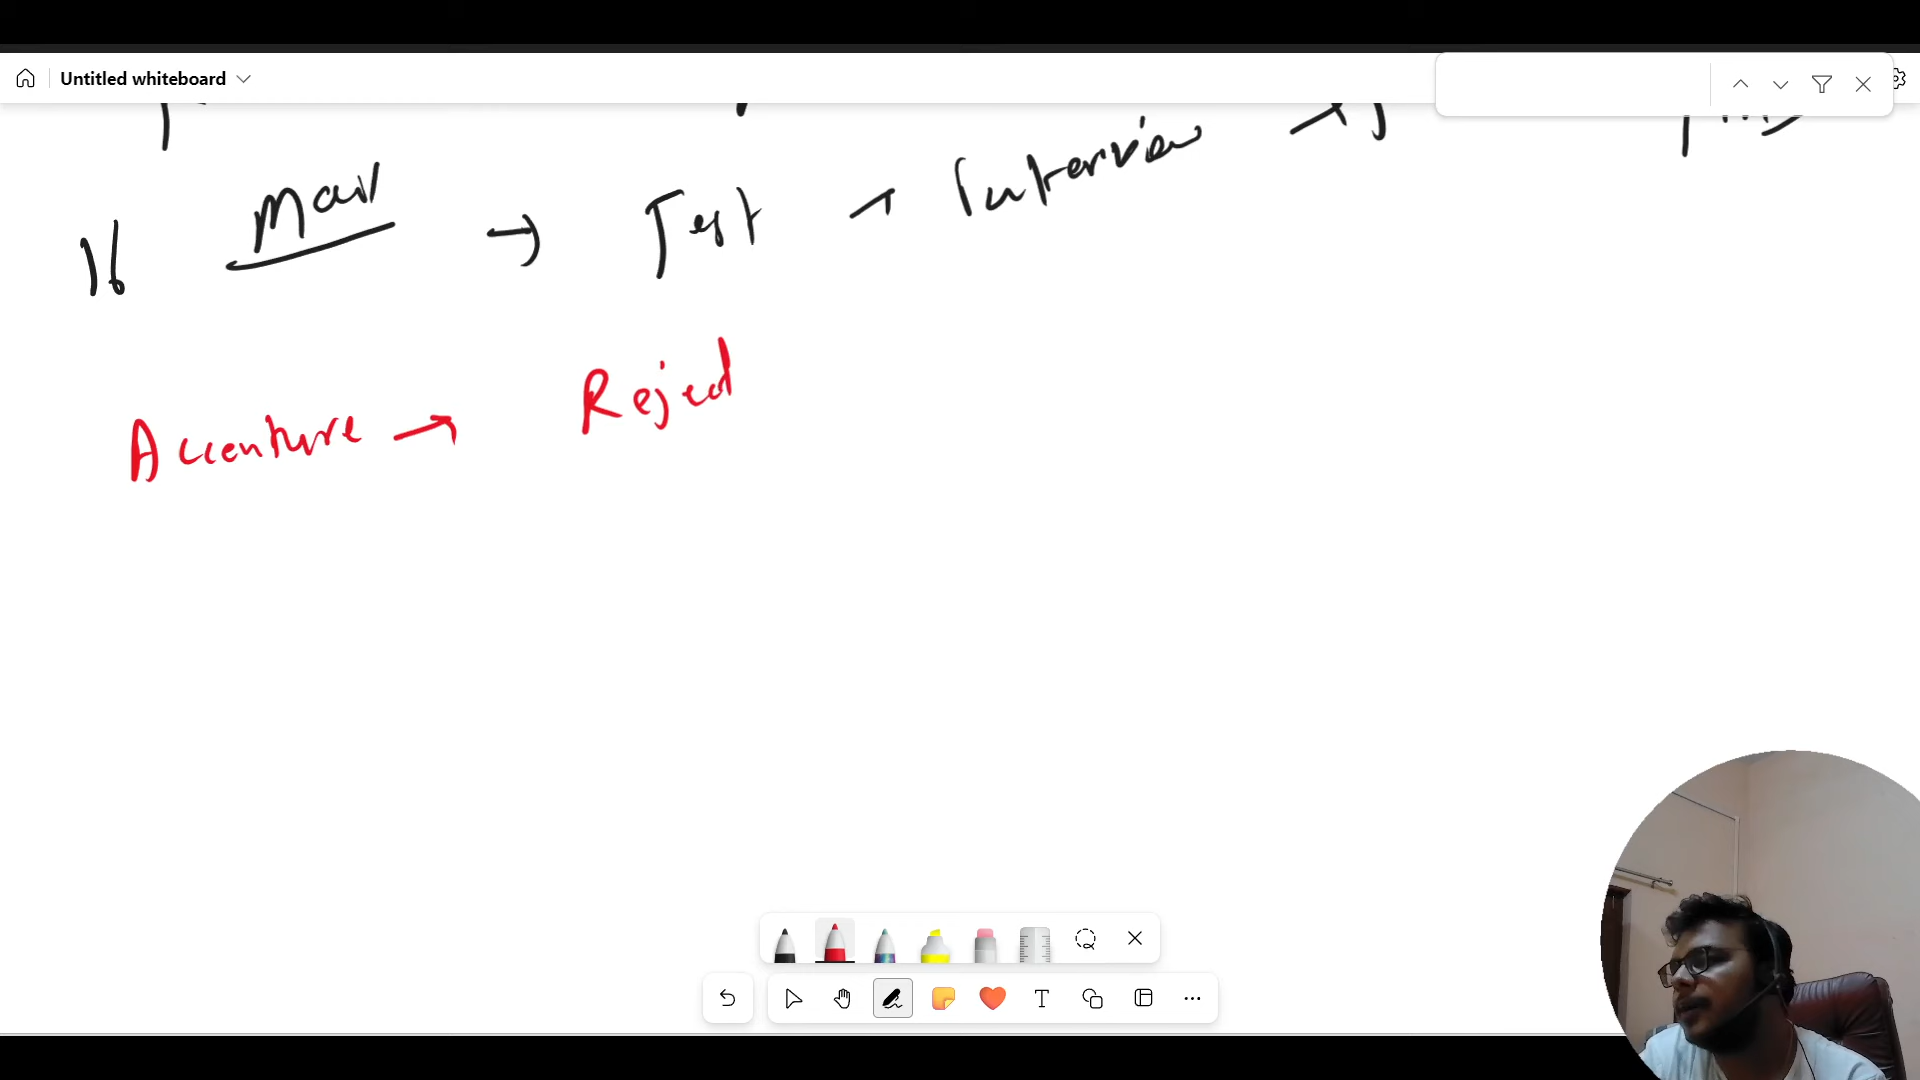 Untitled whiteboard
If Mail → Test → Interview →
Accenture → Reject
T